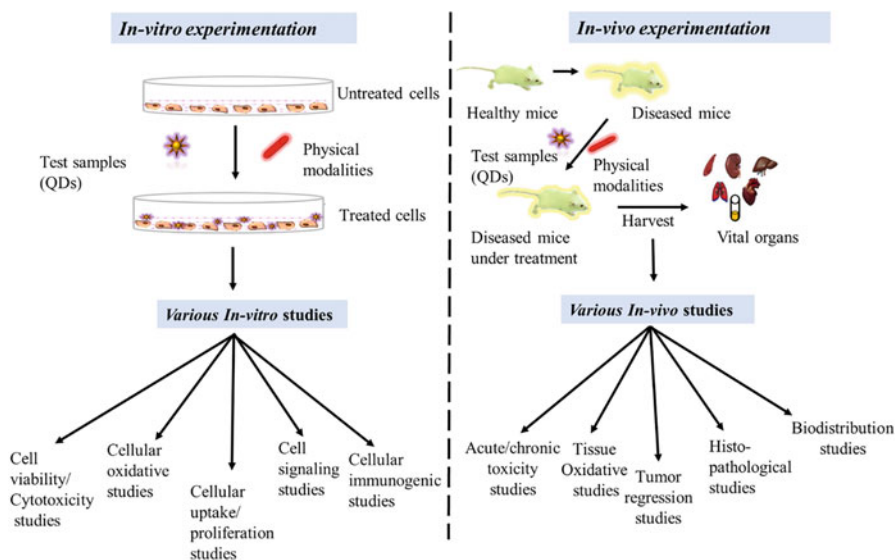 In-vitro experimentation
Untreated cells
Test samples
(QDs)
Physical
modalities
Treated cells
Various In-vitro studies
Cell
viability/
Cytotoxicity
studies
Cellular
oxidative
studies
Cellular
uptake/
proliferation
studies
Cell
signaling
studies
Cellular
immunogenic
studies
In-vivo experimentation
Healthy mice
Diseased mice
Test samples
(QDs)
Physical
modalities
Diseased mice
under treatment
Harvest
Vital organs
Various In-vivo studies
Acute/chronic
toxicity
studies
Tissue
Oxidative
studies
Tumor
regression
studies
Histo-
pathological
studies
Biodistribution
studies